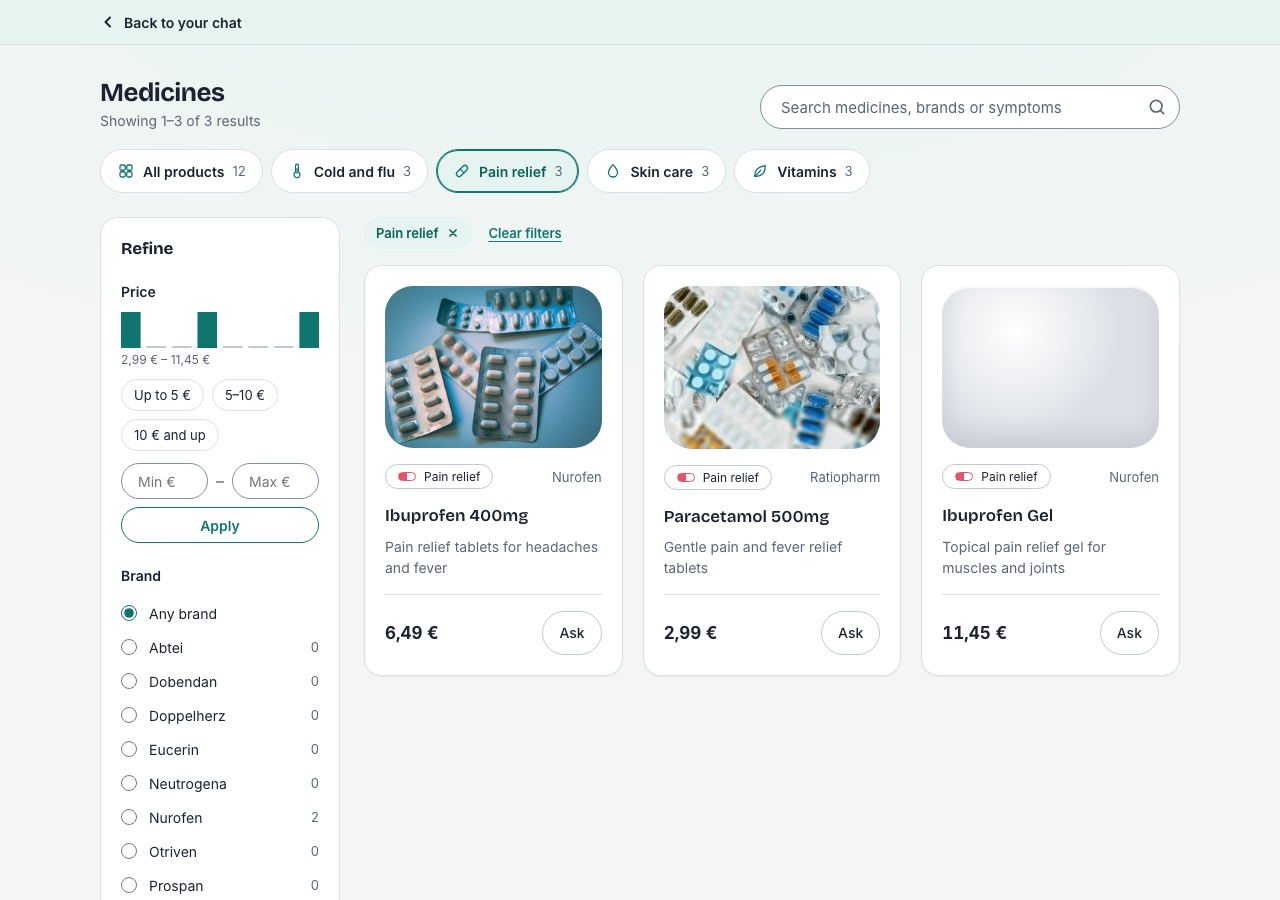 Back to your chat
Medicines
Showing 1–3 of 3 results
Search medicines, brands or symptoms
All products 12
Cold and flu 3
Pain relief 3
Skin care 3
Vitamins 3
Refine
Price
2,99 € – 11,45 €
Up to 5 €
5–10 €
10 € and up
Min €
–
Max €
Apply
Brand
Any brand
Abtei 0
Dobendan 0
Doppelherz 0
Eucerin 0
Neutrogena 0
Nurofen 2
Otriven 0
Prospan 0
Pain relief ×
Clear filters
Pain relief
Nurofen
Ibuprofen 400mg
Pain relief tablets for headaches
and fever
6,49 €
Ask
Pain relief
Ratiopharm
Paracetamol 500mg
Gentle pain and fever relief
tablets
2,99 €
Ask
Pain relief
Nurofen
Ibuprofen Gel
Topical pain relief gel for
muscles and joints
11,45 €
Ask